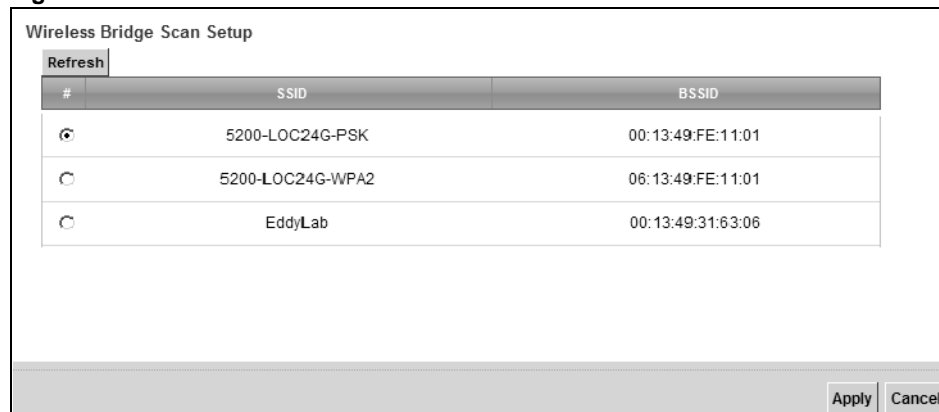 Wireless Bridge Scan Setup
Refresh
# SSID BSSID
5200-LOC24G-PSK 00:13:49:FE:11:01
5200-LOC24G-WPA2 06:13:49:FE:11:01
EddyLab 00:13:49:31:63:06
Apply Cancel